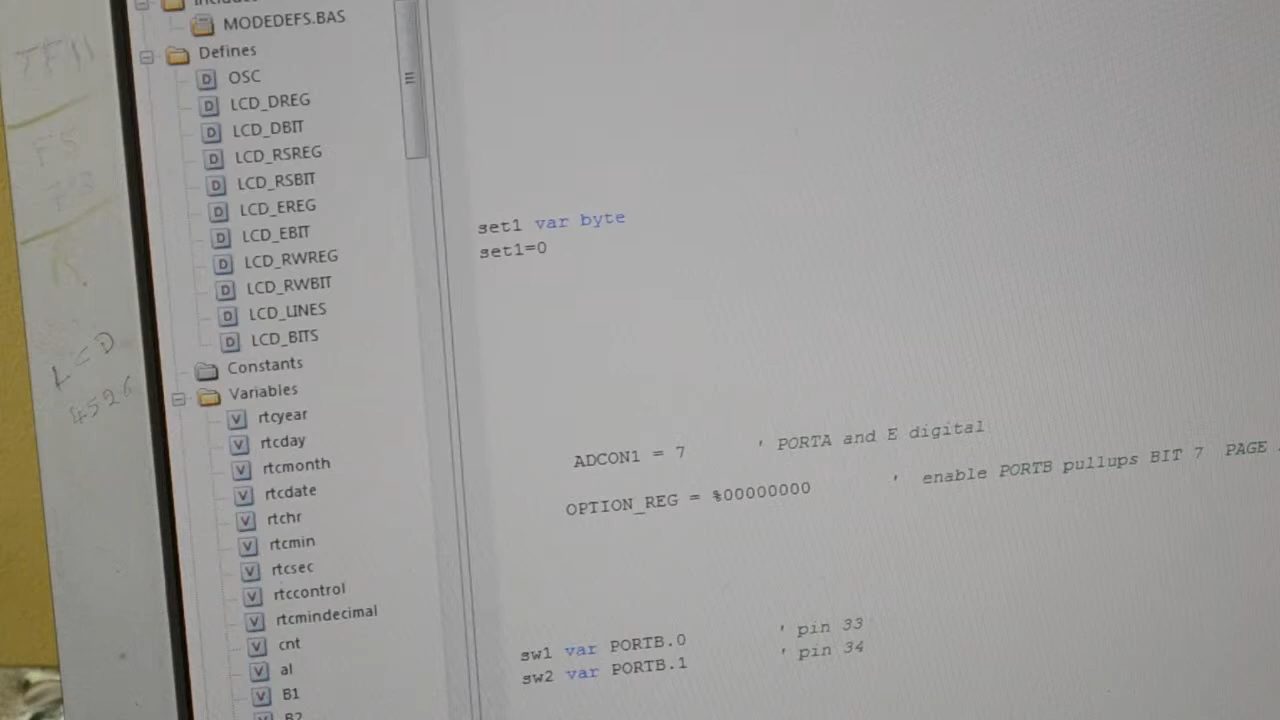 MODEDEFS.BAS
Defines
OSC
LCD_DREG
LCD_DBIT
LCD_RSREG
LCD_RSBIT
LCD_EREG
LCD_EBIT
LCD_RWREG
LCD_RWBIT
LCD_LINES
LCD_BITS
Constants
Variables
rtcyear
rtcday
rtcmonth
rtcdate
rtchr
rtcmin
rtcsec
rtccontrol
rtcmindecimal
cnt
al
B1
B2
set1 var byte
set1=0
ADCON1 = 7 ' PORTA and E digital
OPTION_REG = %00000000 ' enable PORTB pullups BIT 7 PAGE
sw1 var PORTB.0 ' pin 33
sw2 var PORTB.1 ' pin 34
LCD
4526